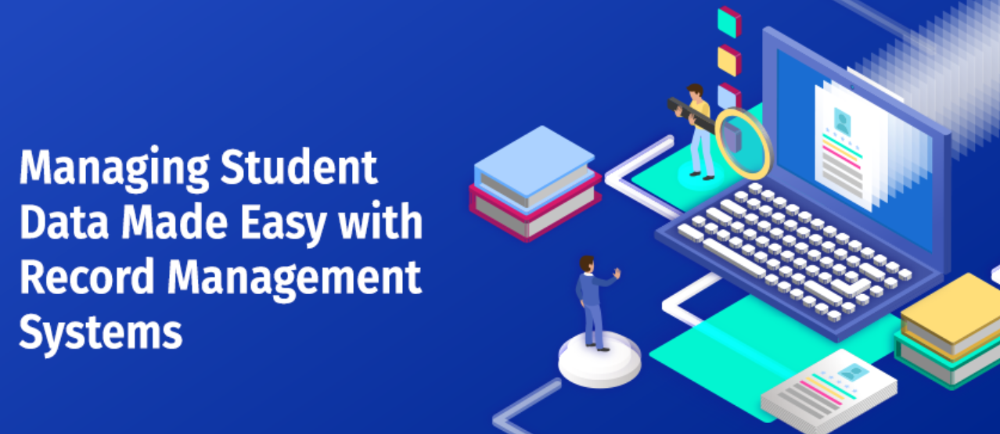 Managing Student
Data Made Easy with
Record Management
Systems